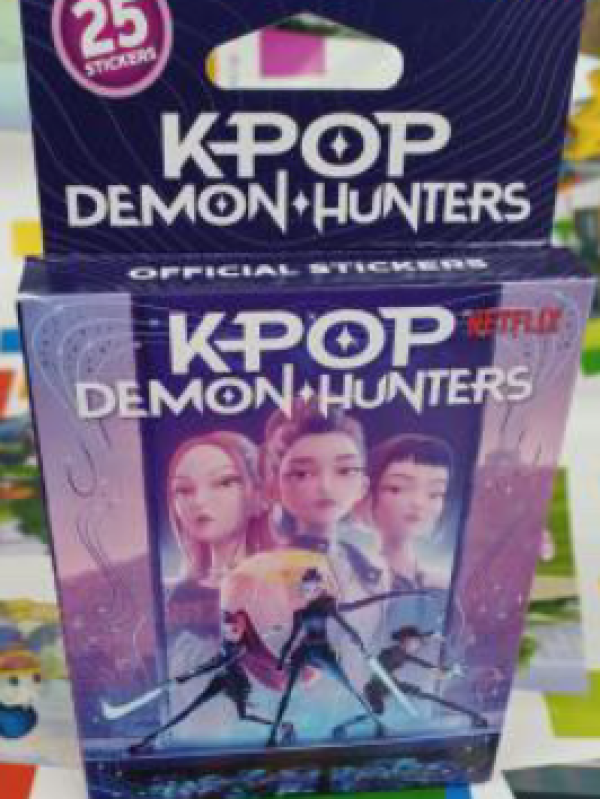 25
STICKERS
K-POP
DEMON HUNTERS
OFFICIAL STICKERS
K-POP
NETFLIX
DEMON HUNTERS